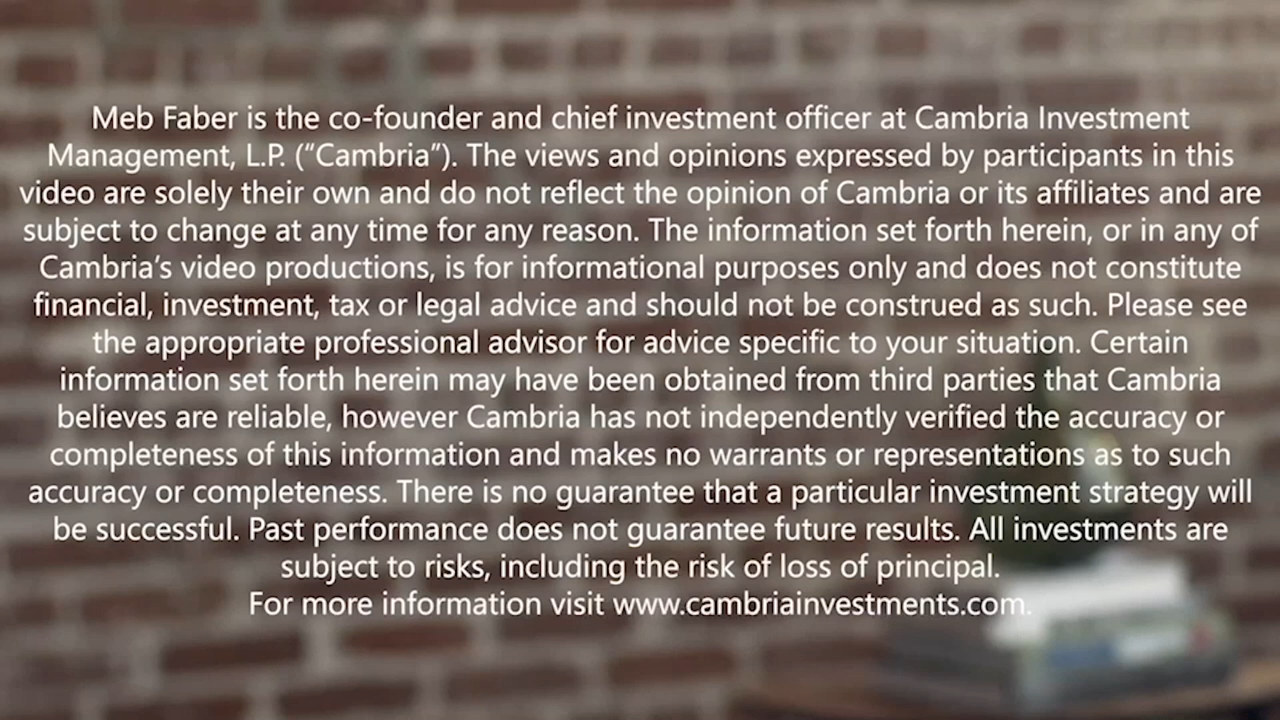 Meb Faber is the co-founder and chief investment officer at Cambria Investment
Management, L.P. (“Cambria”). The views and opinions expressed by participants in this
video are solely their own and do not reflect the opinion of Cambria or its affiliates and are
subject to change at any time for any reason. The information set forth herein, or in any of
Cambria’s video productions, is for informational purposes only and does not constitute
financial, investment, tax or legal advice and should not be construed as such. Please see
the appropriate professional advisor for advice specific to your situation. Certain
information set forth herein may have been obtained from third parties that Cambria
believes are reliable, however Cambria has not independently verified the accuracy or
completeness of this information and makes no warrants or representations as to such
accuracy or completeness. There is no guarantee that a particular investment strategy will
be successful. Past performance does not guarantee future results. All investments are
subject to risks, including the risk of loss of principal.
For more information visit www.cambriainvestments.com.